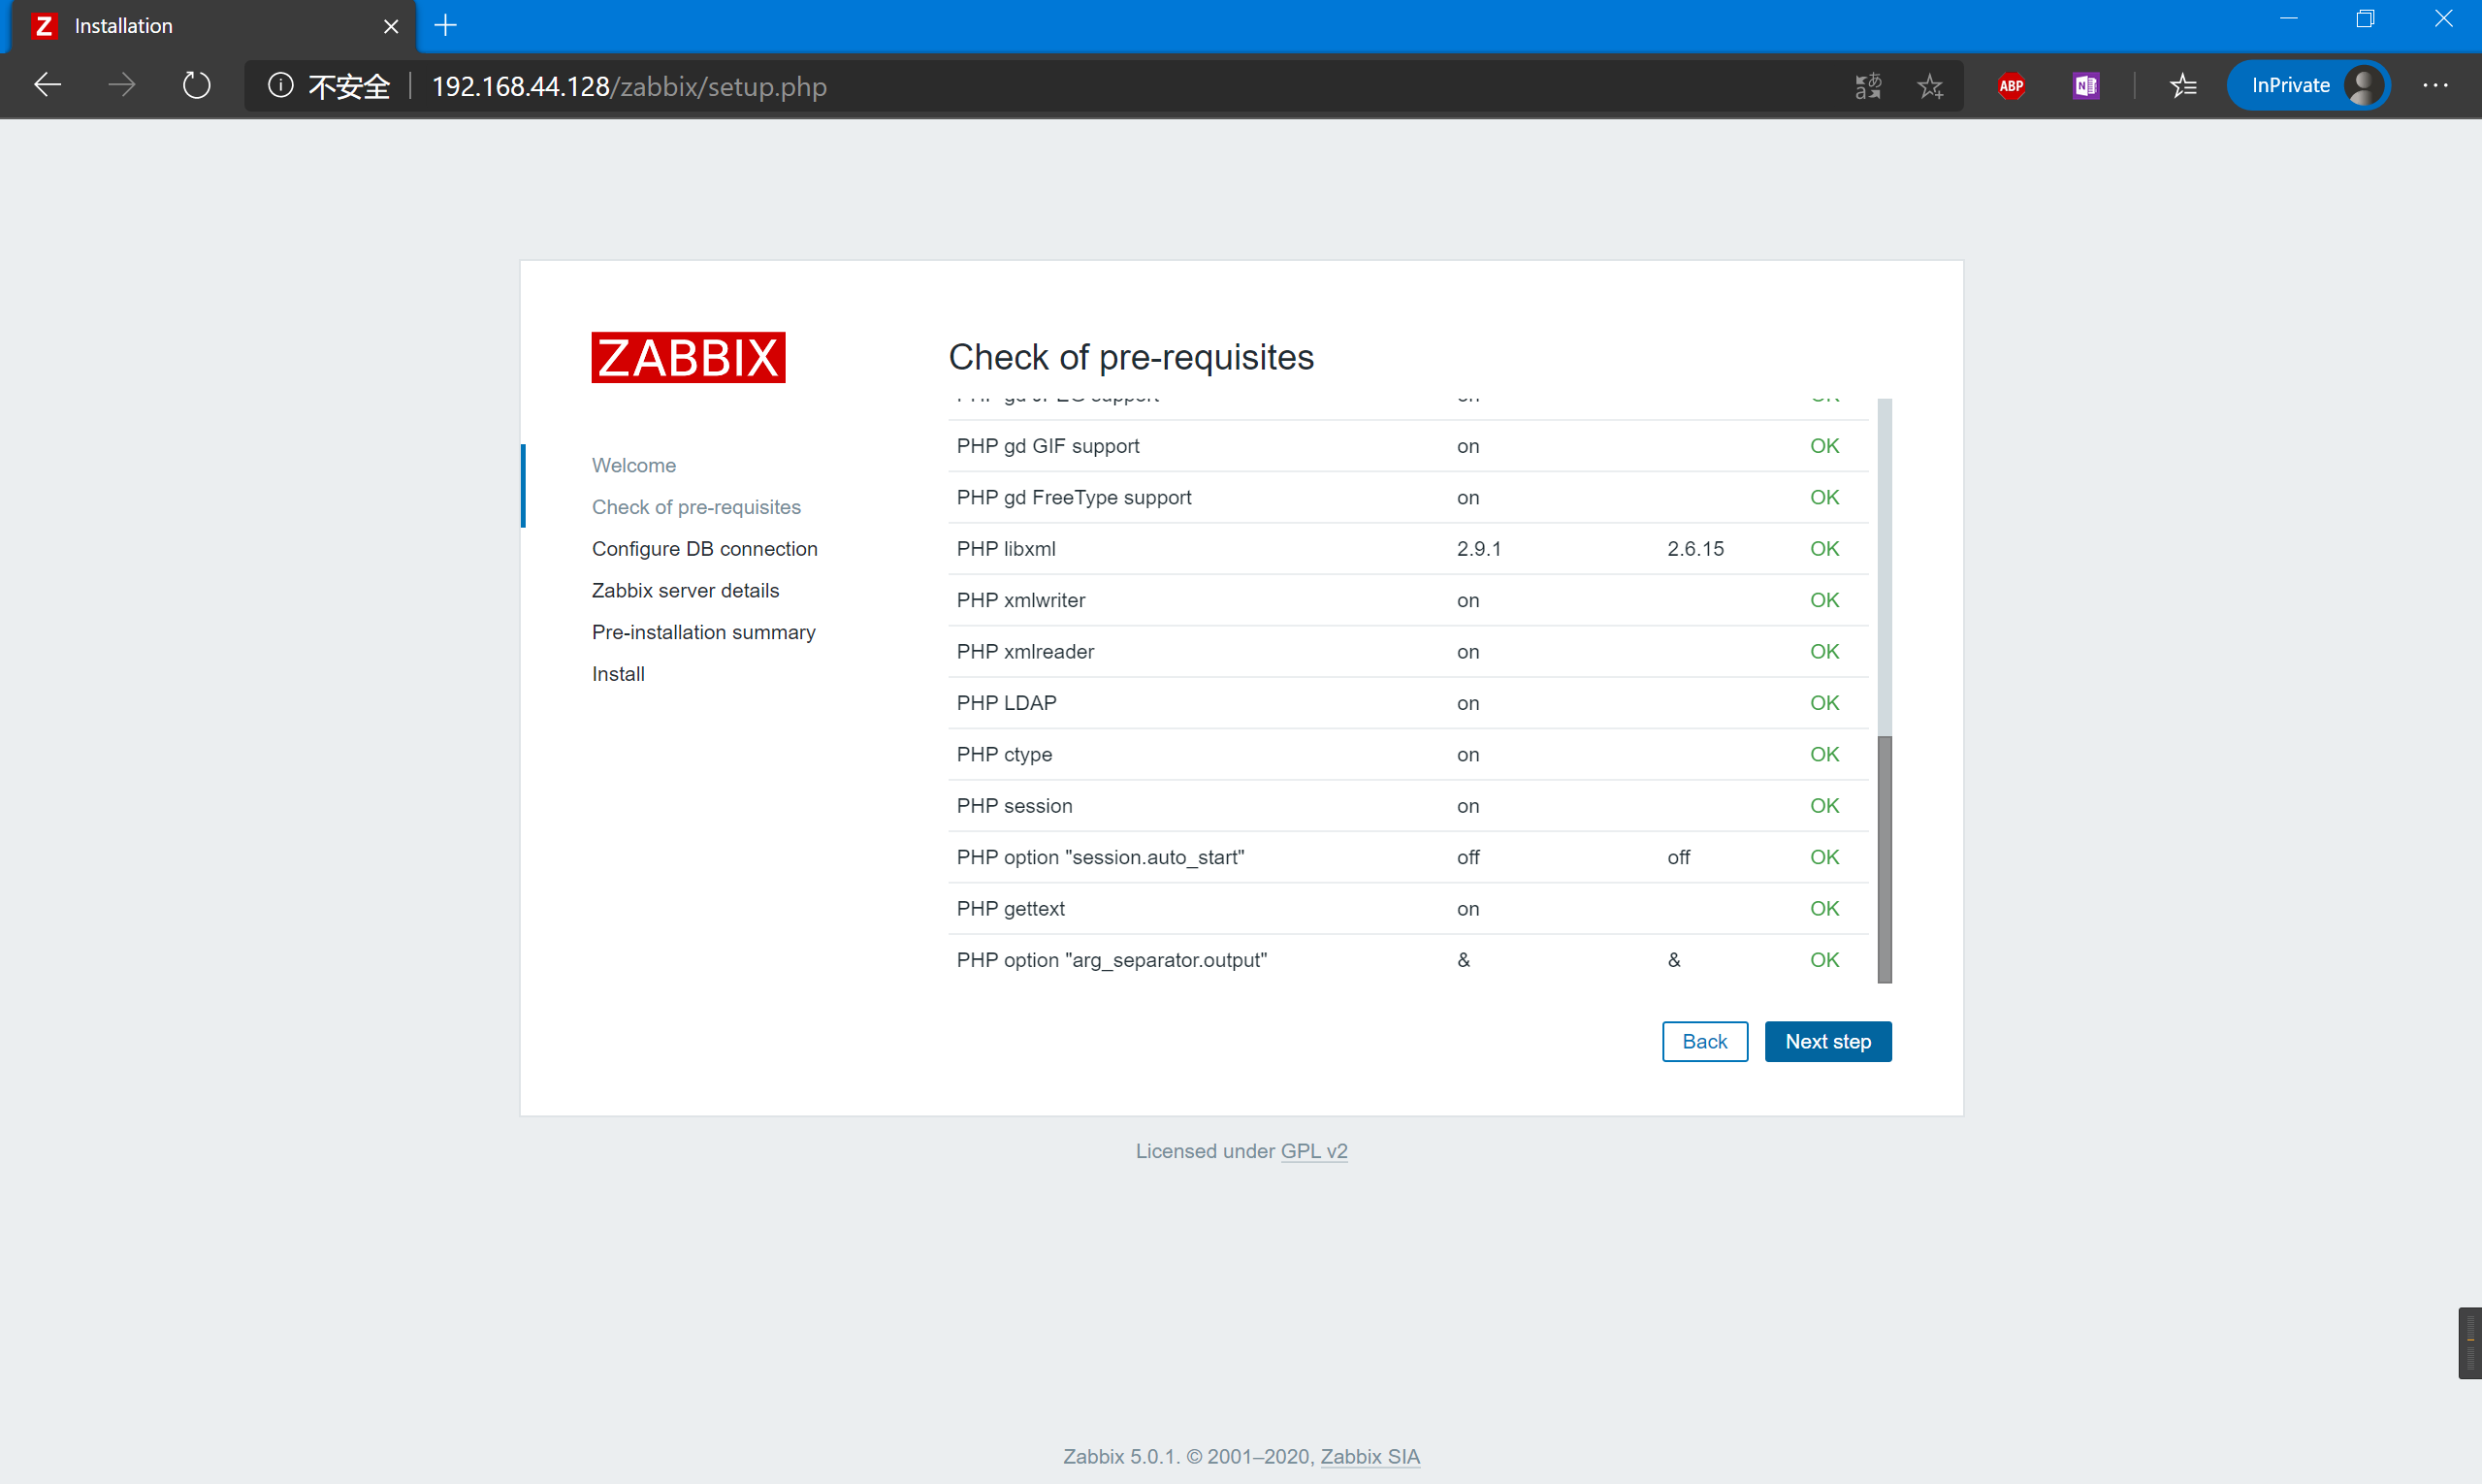 Z Installation
不安全 192.168.44.128/zabbix/setup.php ABP N InPrivate
ZABBIX
Check of pre-requisites
Welcome
Check of pre-requisites
Configure DB connection
Zabbix server details
Pre-installation summary
Install
PHP gd GIF support on OK
PHP gd FreeType support on OK
PHP libxml 2.9.1 2.6.15 OK
PHP xmlwriter on OK
PHP xmlreader on OK
PHP LDAP on OK
PHP ctype on OK
PHP session on OK
PHP option "session.auto_start" off off OK
PHP gettext on OK
PHP option "arg_separator.output" & & OK
Back Next step
Licensed under GPL v2
Zabbix 5.0.1. © 2001–2020, Zabbix SIA